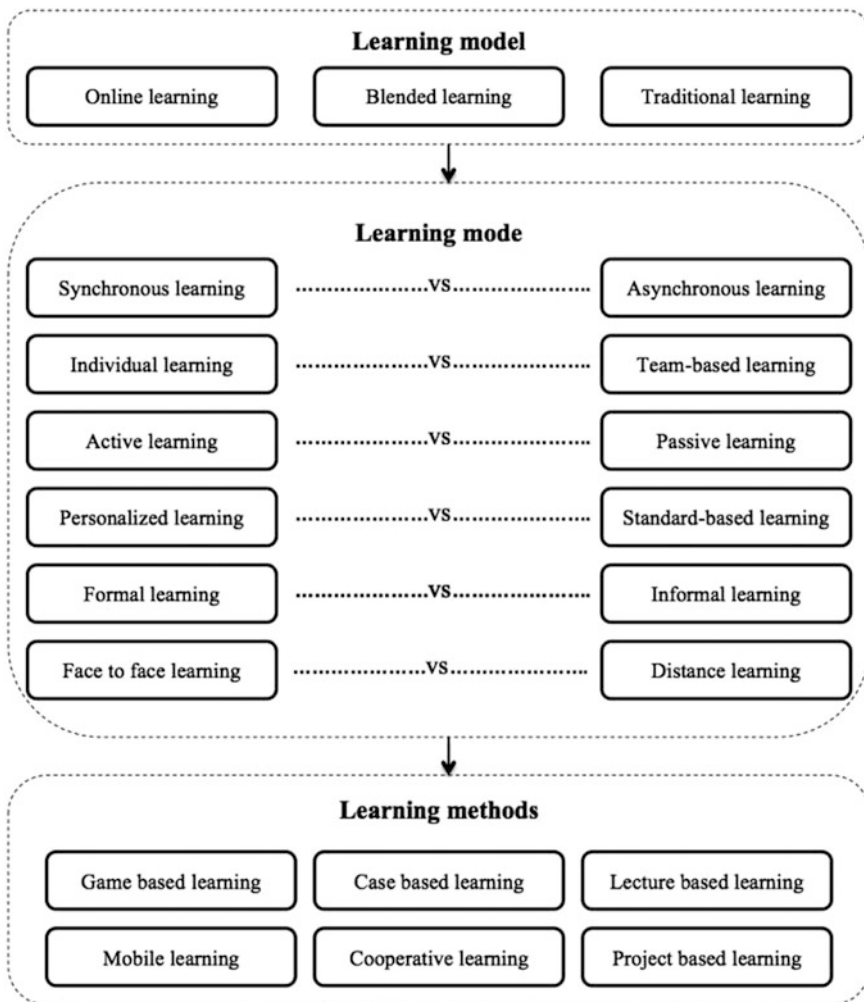 Learning model
Online learning Blended learning Traditional learning
Learning mode
Synchronous learning ........................vs........................ Asynchronous learning
Individual learning ........................vs........................ Team-based learning
Active learning ........................vs........................ Passive learning
Personalized learning ........................vs........................ Standard-based learning
Formal learning ........................vs........................ Informal learning
Face to face learning ........................vs........................ Distance learning
Learning methods
Game based learning Case based learning Lecture based learning
Mobile learning Cooperative learning Project based learning